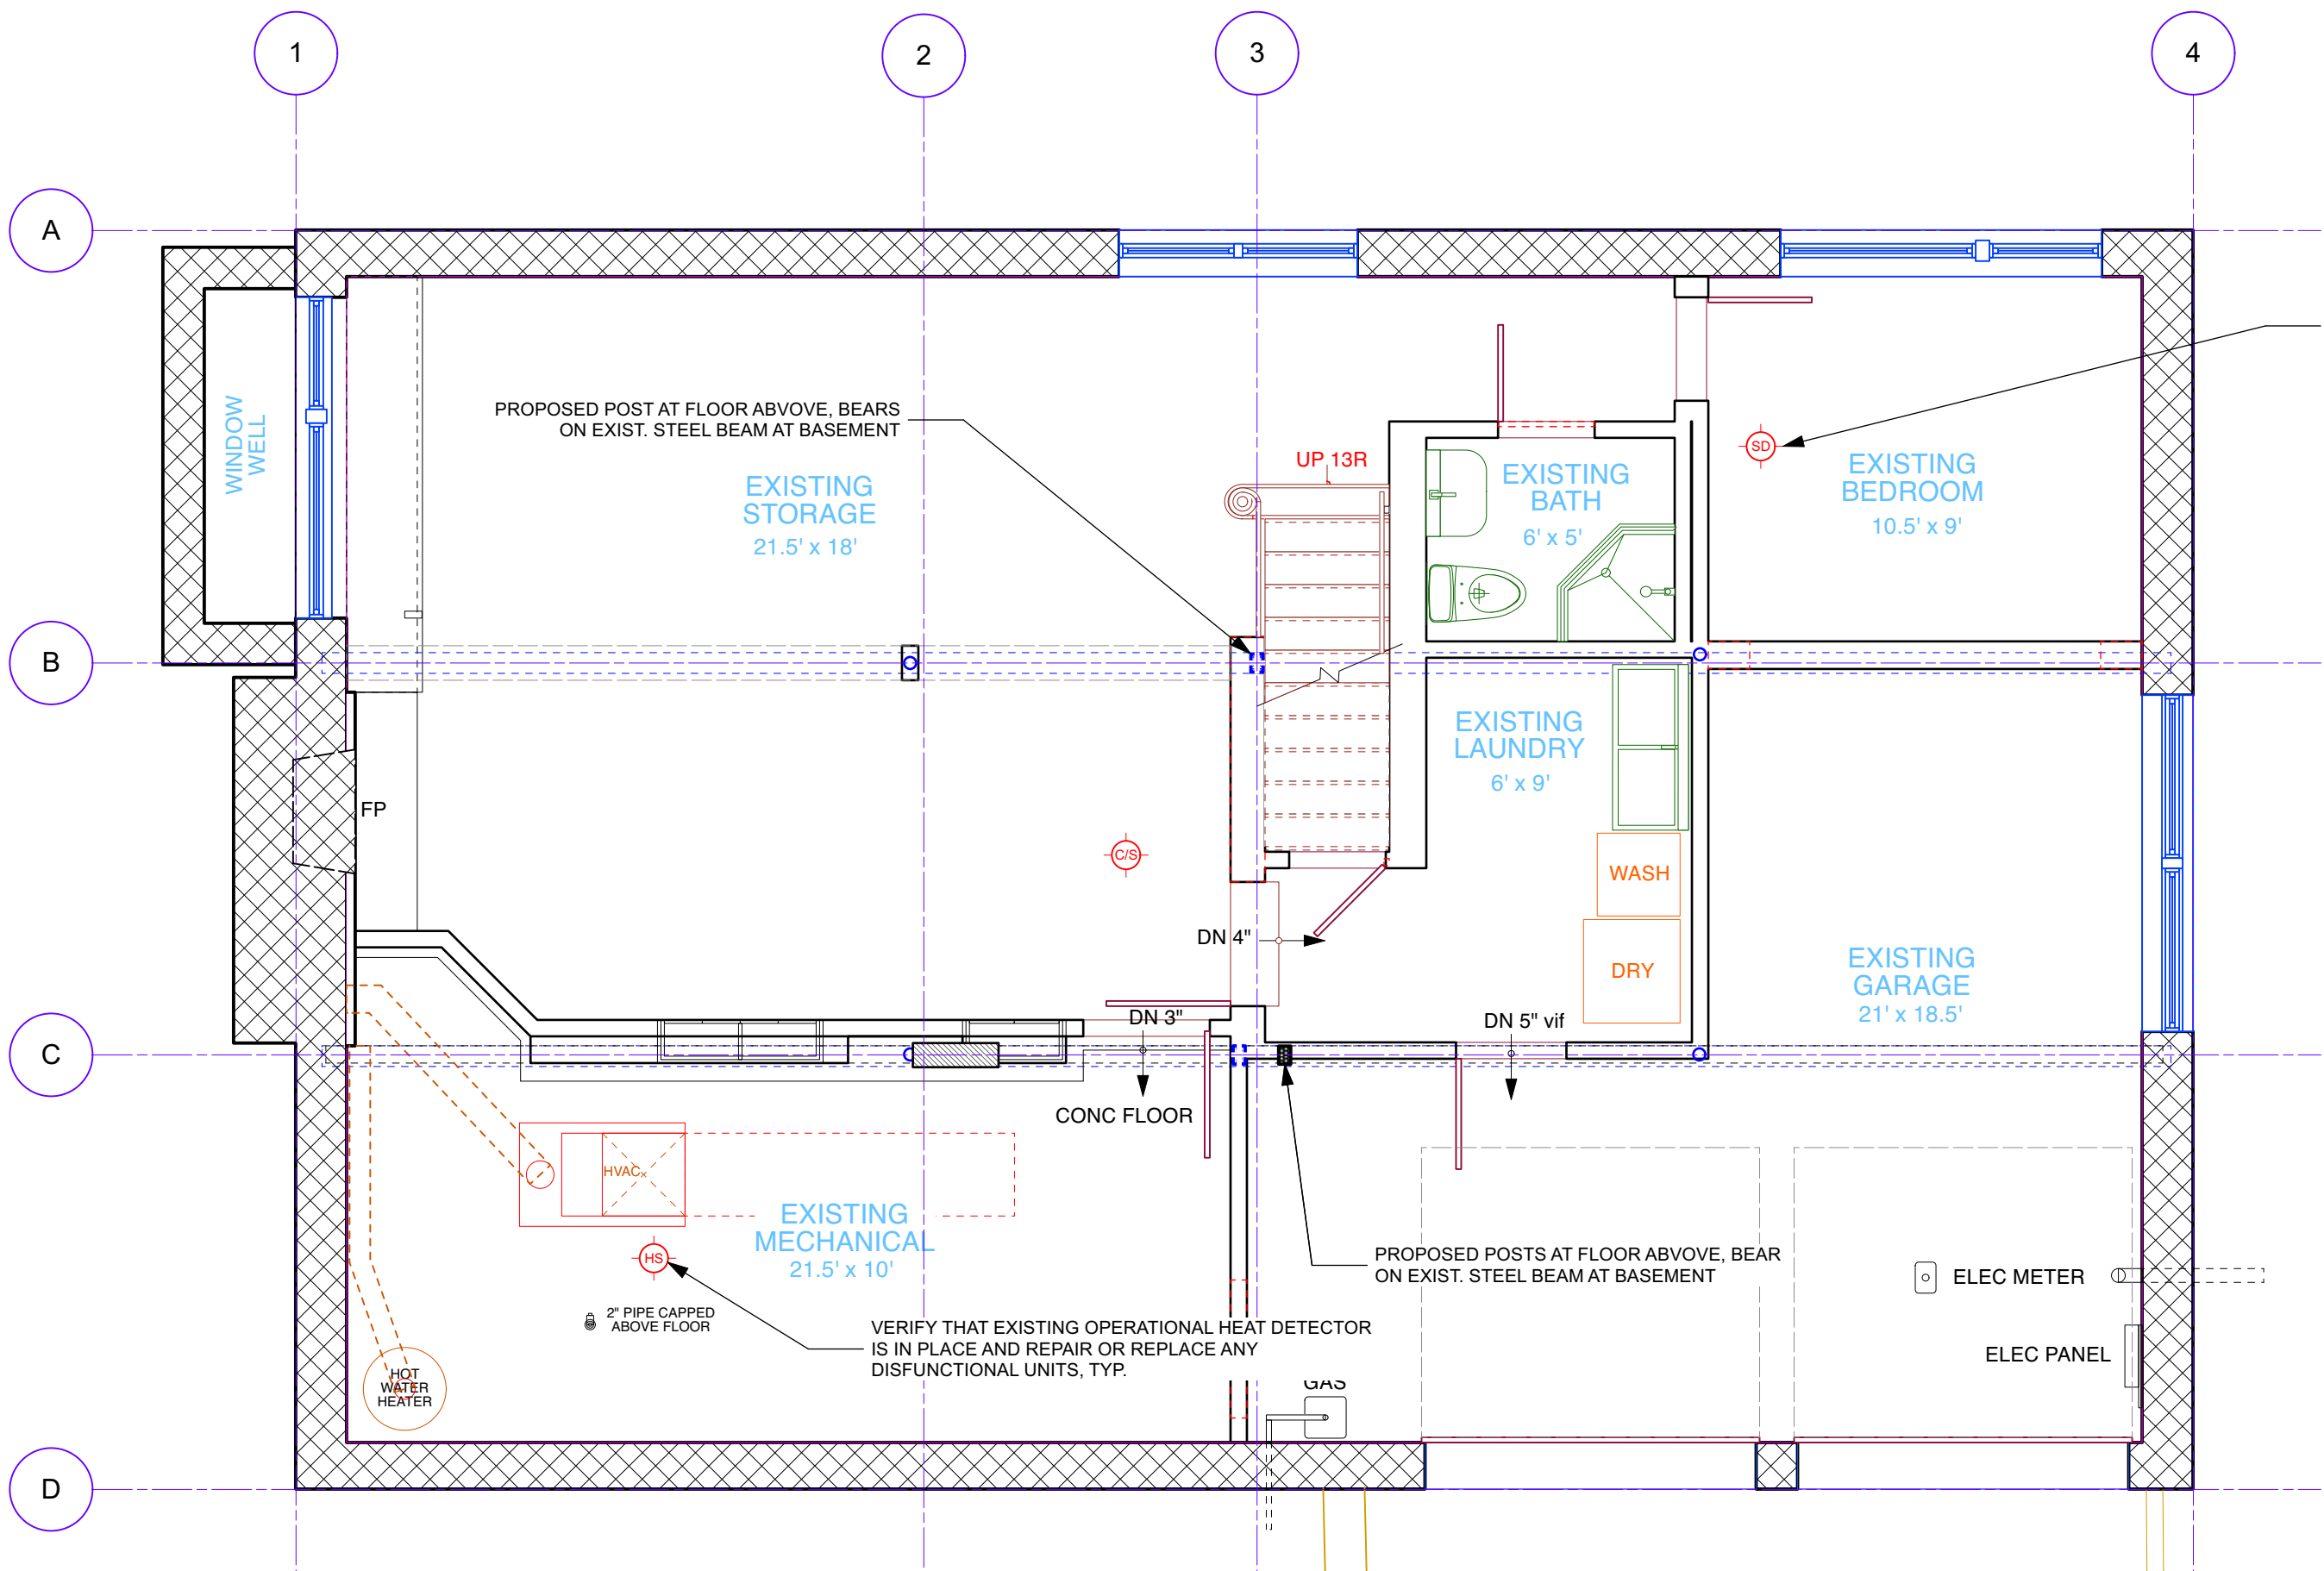 1
2
3
4
A
B
C
D
WINDOW
WELL
PROPOSED POST AT FLOOR ABVOVE, BEARS
ON EXIST. STEEL BEAM AT BASEMENT
EXISTING
STORAGE
21.5' x 18'
UP 13R
EXISTING
BATH
6' x 5'
SD
EXISTING
BEDROOM
10.5' x 9'
EXISTING
LAUNDRY
6' x 9'
FP
C/S
WASH
DRY
DN 4"
DN 3"
DN 5" vif
EXISTING
GARAGE
21' x 18.5'
CONC FLOOR
HVAC
EXISTING
MECHANICAL
21.5' x 10'
HS
2" PIPE CAPPED
ABOVE FLOOR
HOT
WATER
HEATER
VERIFY THAT EXISTING OPERATIONAL HEAT DETECTOR
IS IN PLACE AND REPAIR OR REPLACE ANY
DISFUNCTIONAL UNITS, TYP.
PROPOSED POSTS AT FLOOR ABVOVE, BEAR
ON EXIST. STEEL BEAM AT BASEMENT
GAS
ELEC METER
ELEC PANEL